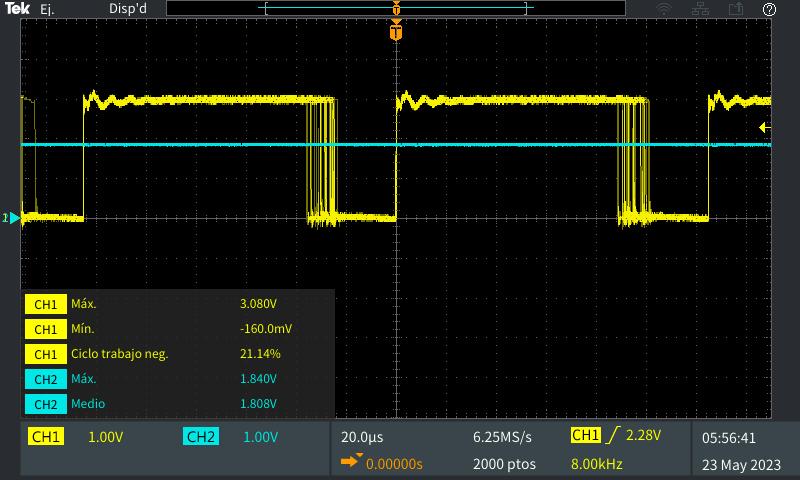 Tek Ej. Disp'd
T
T
1
CH1 Máx. 3.080V
CH1 Mín. -160.0mV
CH1 Ciclo trabajo neg. 21.14%
CH2 Máx. 1.840V
CH2 Medio 1.808V
CH1 1.00V CH2 1.00V 20.0µs 6.25MS/s CH1 2.28V 05:56:41
0.00000s 2000 ptos 8.00kHz 23 May 2023